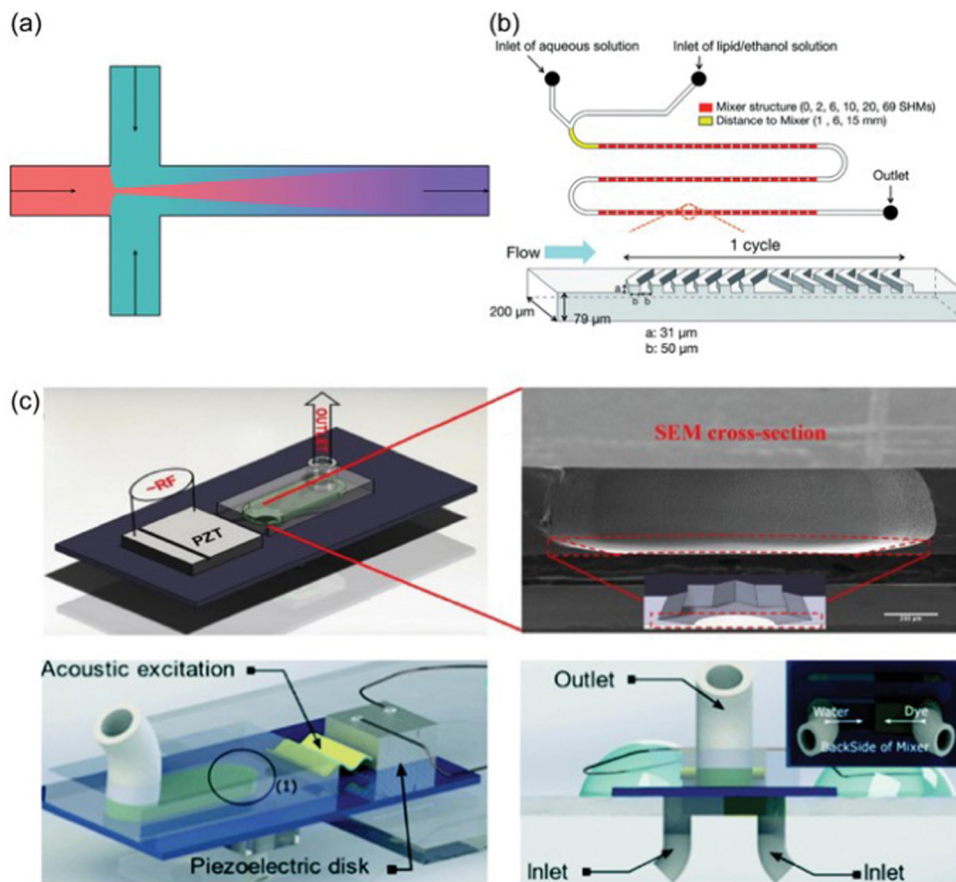 (a)
(b)
Inlet of aqueous solution
Inlet of lipid/ethanol solution
Mixer structure (0, 2, 6, 10, 20, 69 SHMs)
Distance to Mixer (1 , 6, 15 mm)
Outlet
1 cycle
Flow
a
b b
200 µm
79 µm
a: 31 µm
b: 50 µm
(c)
OUTLET
~RF
PZT
SEM cross-section
200 µm
Acoustic excitation
(1)
Piezoelectric disk
Outlet
Water
Dye
BackSide of Mixer
Inlet
Inlet